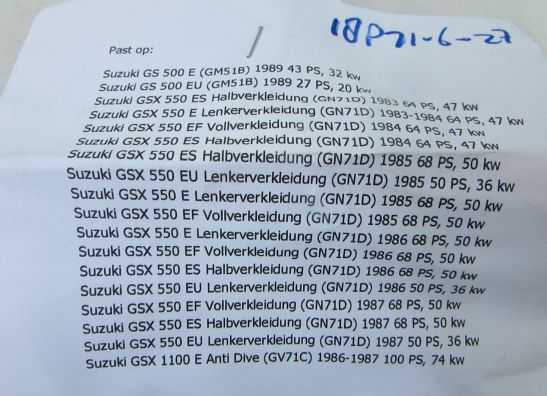 18P71-6-27
Past op:
Suzuki GS 500 E (GM51B) 1989 43 PS, 32 kw
Suzuki GS 500 EU (GM51B) 1989 27 PS, 20 kw
Suzuki GSX 550 ES Halbverkleidung (GN71D) 1983 64 PS, 47 kw
Suzuki GSX 550 E Lenkerverkleidung (GN71D) 1983-1984 64 PS, 47 kw
Suzuki GSX 550 EF Vollverkleidung (GN71D) 1984 64 PS, 47 kw
Suzuki GSX 550 ES Halbverkleidung (GN71D) 1984 64 PS, 47 kw
Suzuki GSX 550 ES Halbverkleidung (GN71D) 1985 68 PS, 50 kw
Suzuki GSX 550 EU Lenkerverkleidung (GN71D) 1985 50 PS, 36 kw
Suzuki GSX 550 E Lenkerverkleidung (GN71D) 1985 68 PS, 50 kw
Suzuki GSX 550 EF Vollverkleidung (GN71D) 1985 68 PS, 50 kw
Suzuki GSX 550 E Lenkerverkleidung (GN71D) 1986 68 PS, 50 kw
Suzuki GSX 550 EF Vollverkleidung (GN71D) 1986 68 PS, 50 kw
Suzuki GSX 550 ES Halbverkleidung (GN71D) 1986 68 PS, 50 kw
Suzuki GSX 550 EU Lenkerverkleidung (GN71D) 1986 50 PS, 36 kw
Suzuki GSX 550 EF Vollverkleidung (GN71D) 1987 68 PS, 50 kw
Suzuki GSX 550 ES Halbverkleidung (GN71D) 1987 68 PS, 50 kw
Suzuki GSX 550 EU Lenkerverkleidung (GN71D) 1987 50 PS, 36 kw
Suzuki GSX 1100 E Anti Dive (GV71C) 1986-1987 100 PS, 74 kw